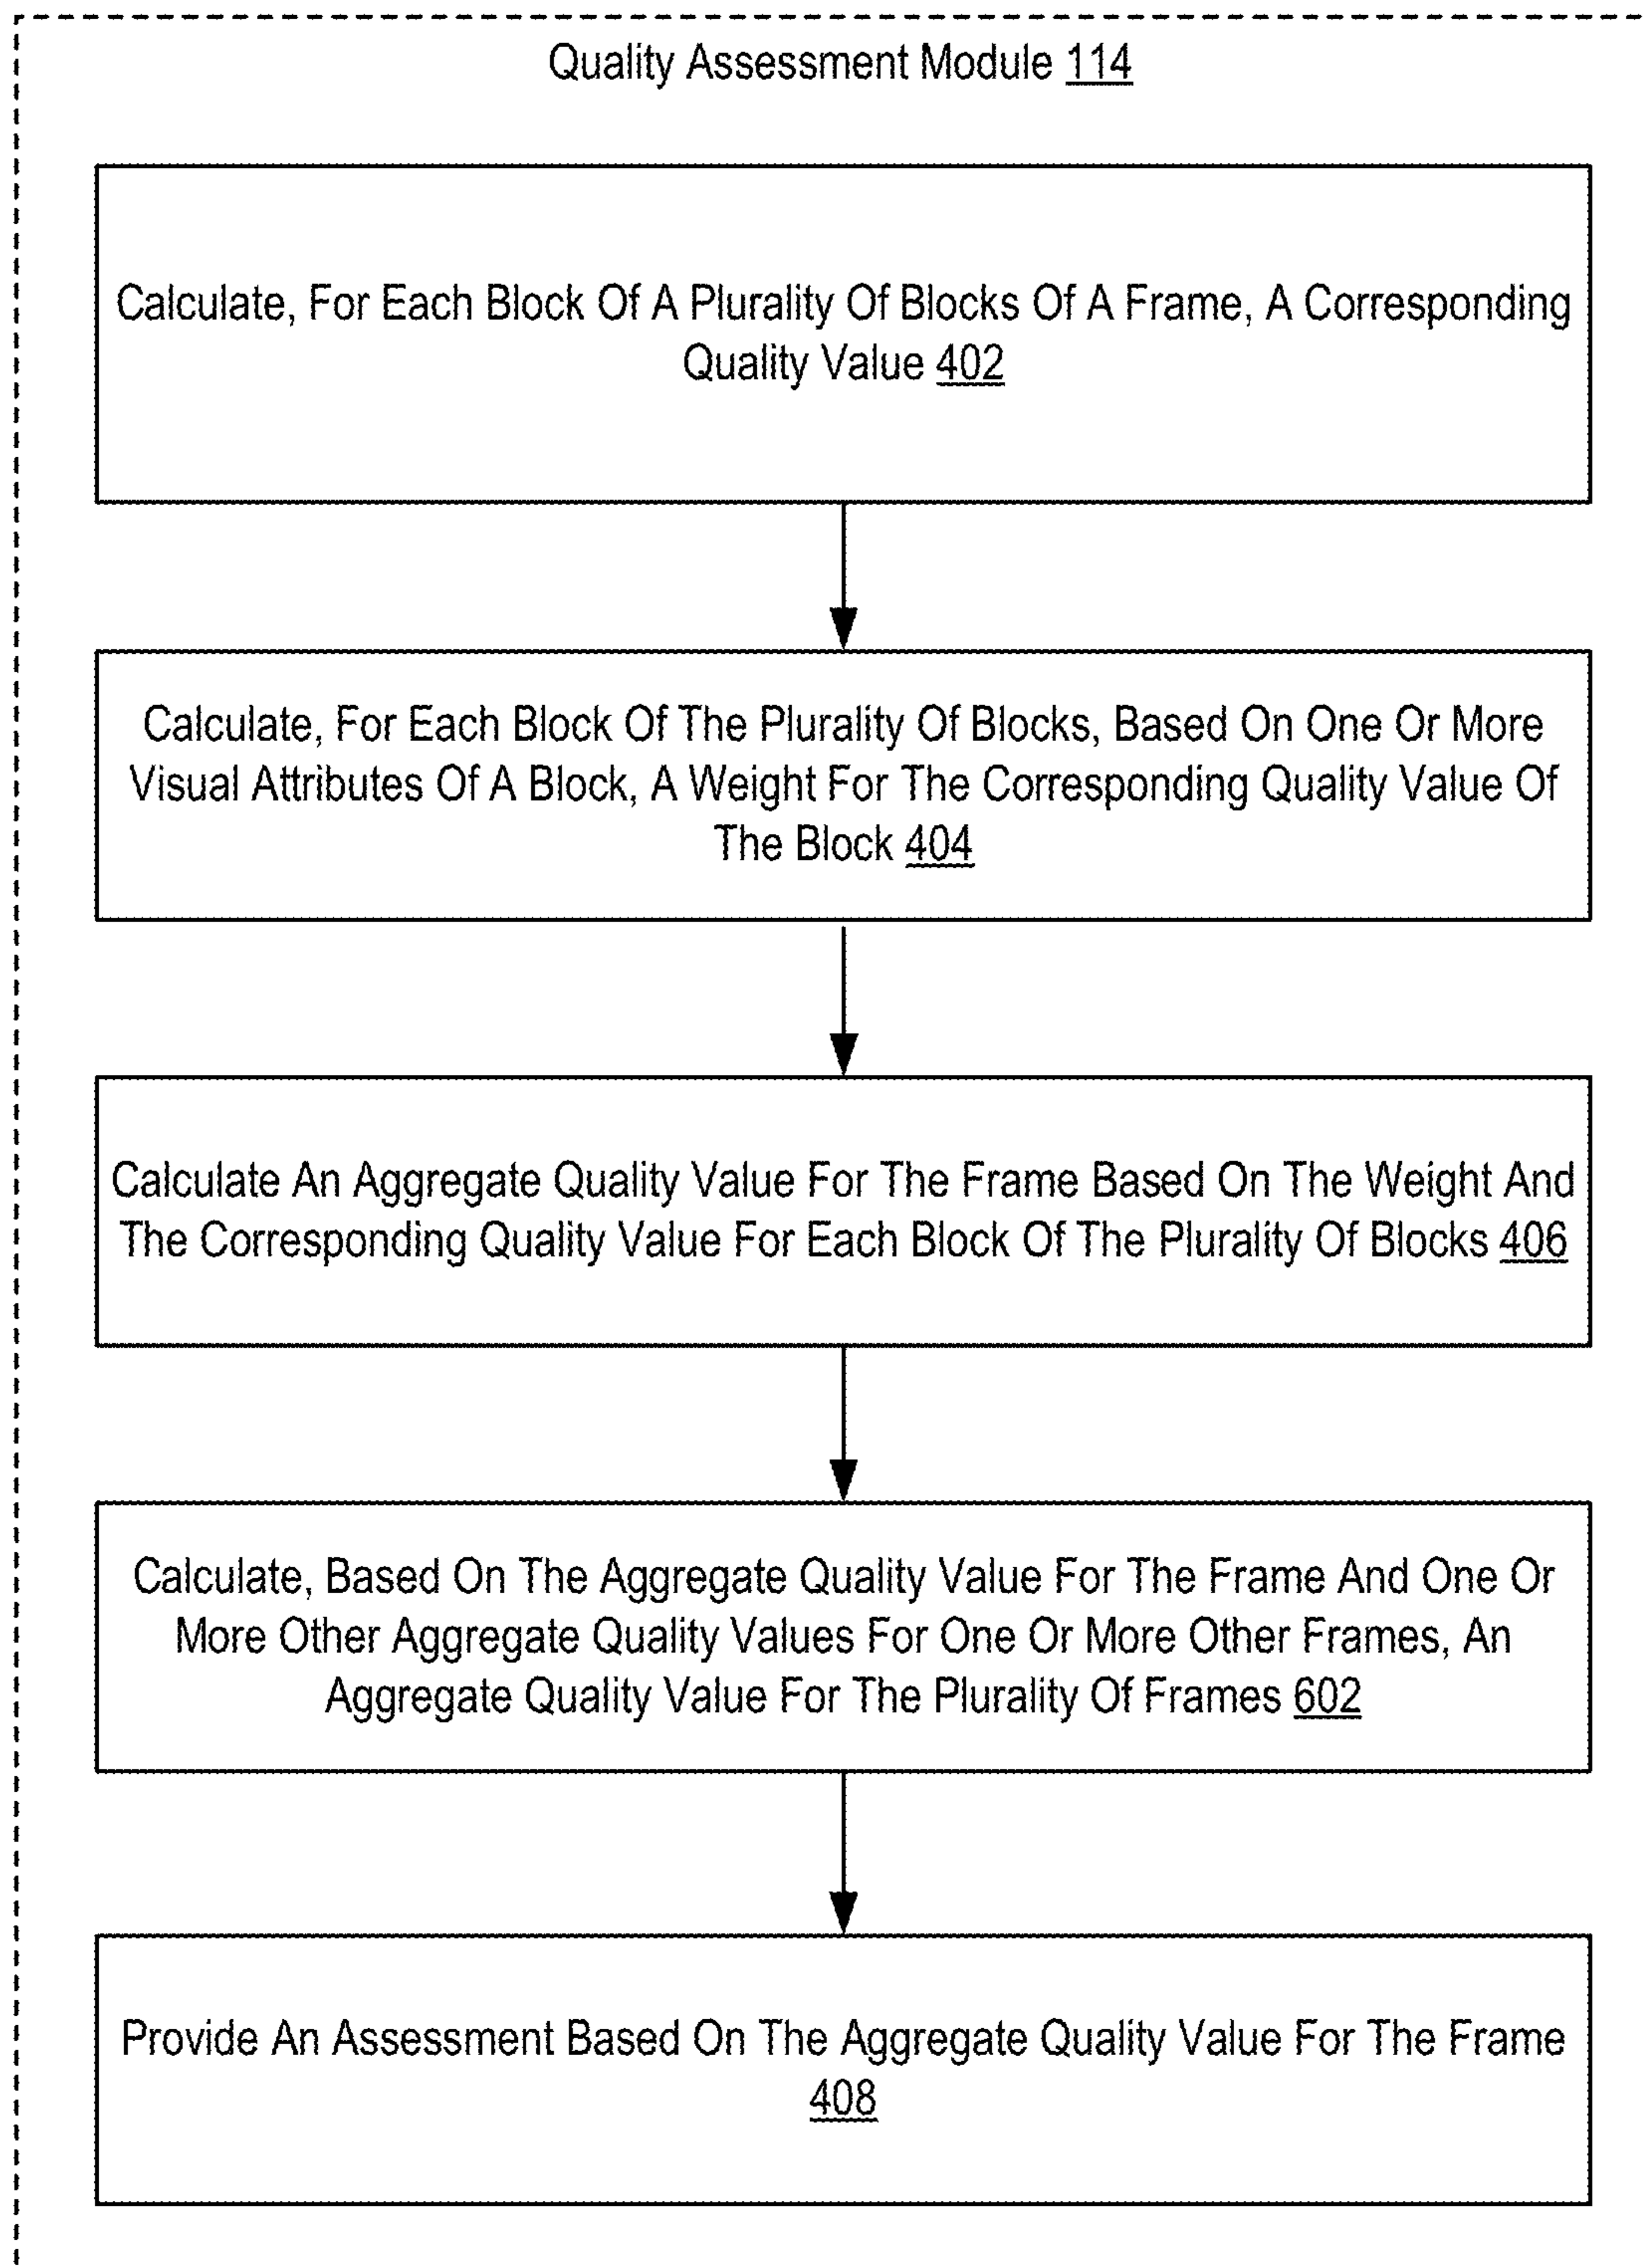 Quality Assessment Module 114
Calculate, For Each Block Of A Plurality Of Blocks Of A Frame, A Corresponding
Quality Value 402
Calculate, For Each Block Of The Plurality Of Blocks, Based On One Or More
Visual Attributes Of A Block, A Weight For The Corresponding Quality Value Of
The Block 404
Calculate An Aggregate Quality Value For The Frame Based On The Weight And
The Corresponding Quality Value For Each Block Of The Plurality Of Blocks 406
Calculate, Based On The Aggregate Quality Value For The Frame And One Or
More Other Aggregate Quality Values For One Or More Other Frames, An
Aggregate Quality Value For The Plurality Of Frames 602
Provide An Assessment Based On The Aggregate Quality Value For The Frame
408